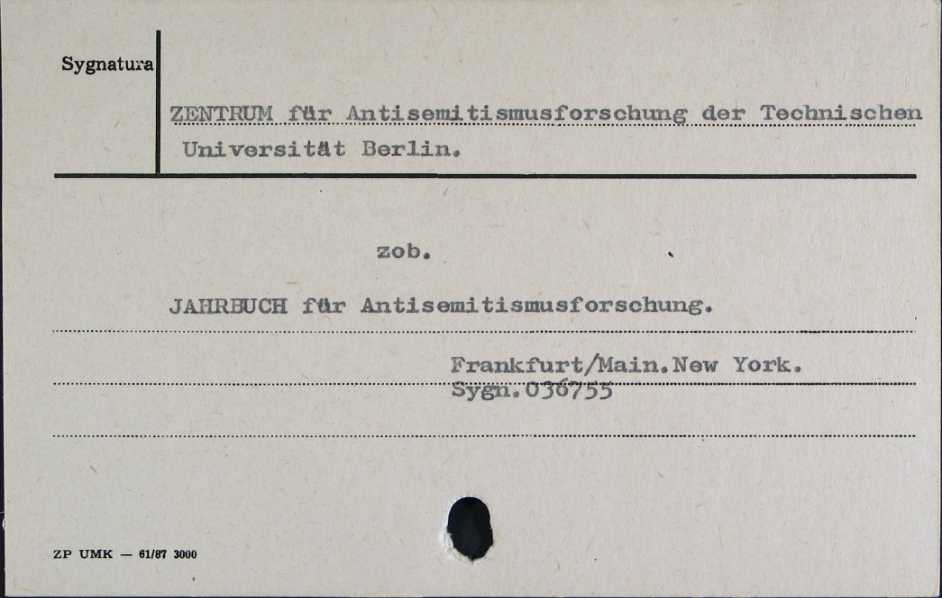 Sygnatura
ZENTRUM für Antisemitismusforschung der Technischen
Universität Berlin.
zob.
JAHRBUCH für Antisemitismusforschung.
Frankfurt/Main.New York.
Sygn.036755
ZP UMK — 61/87 3000